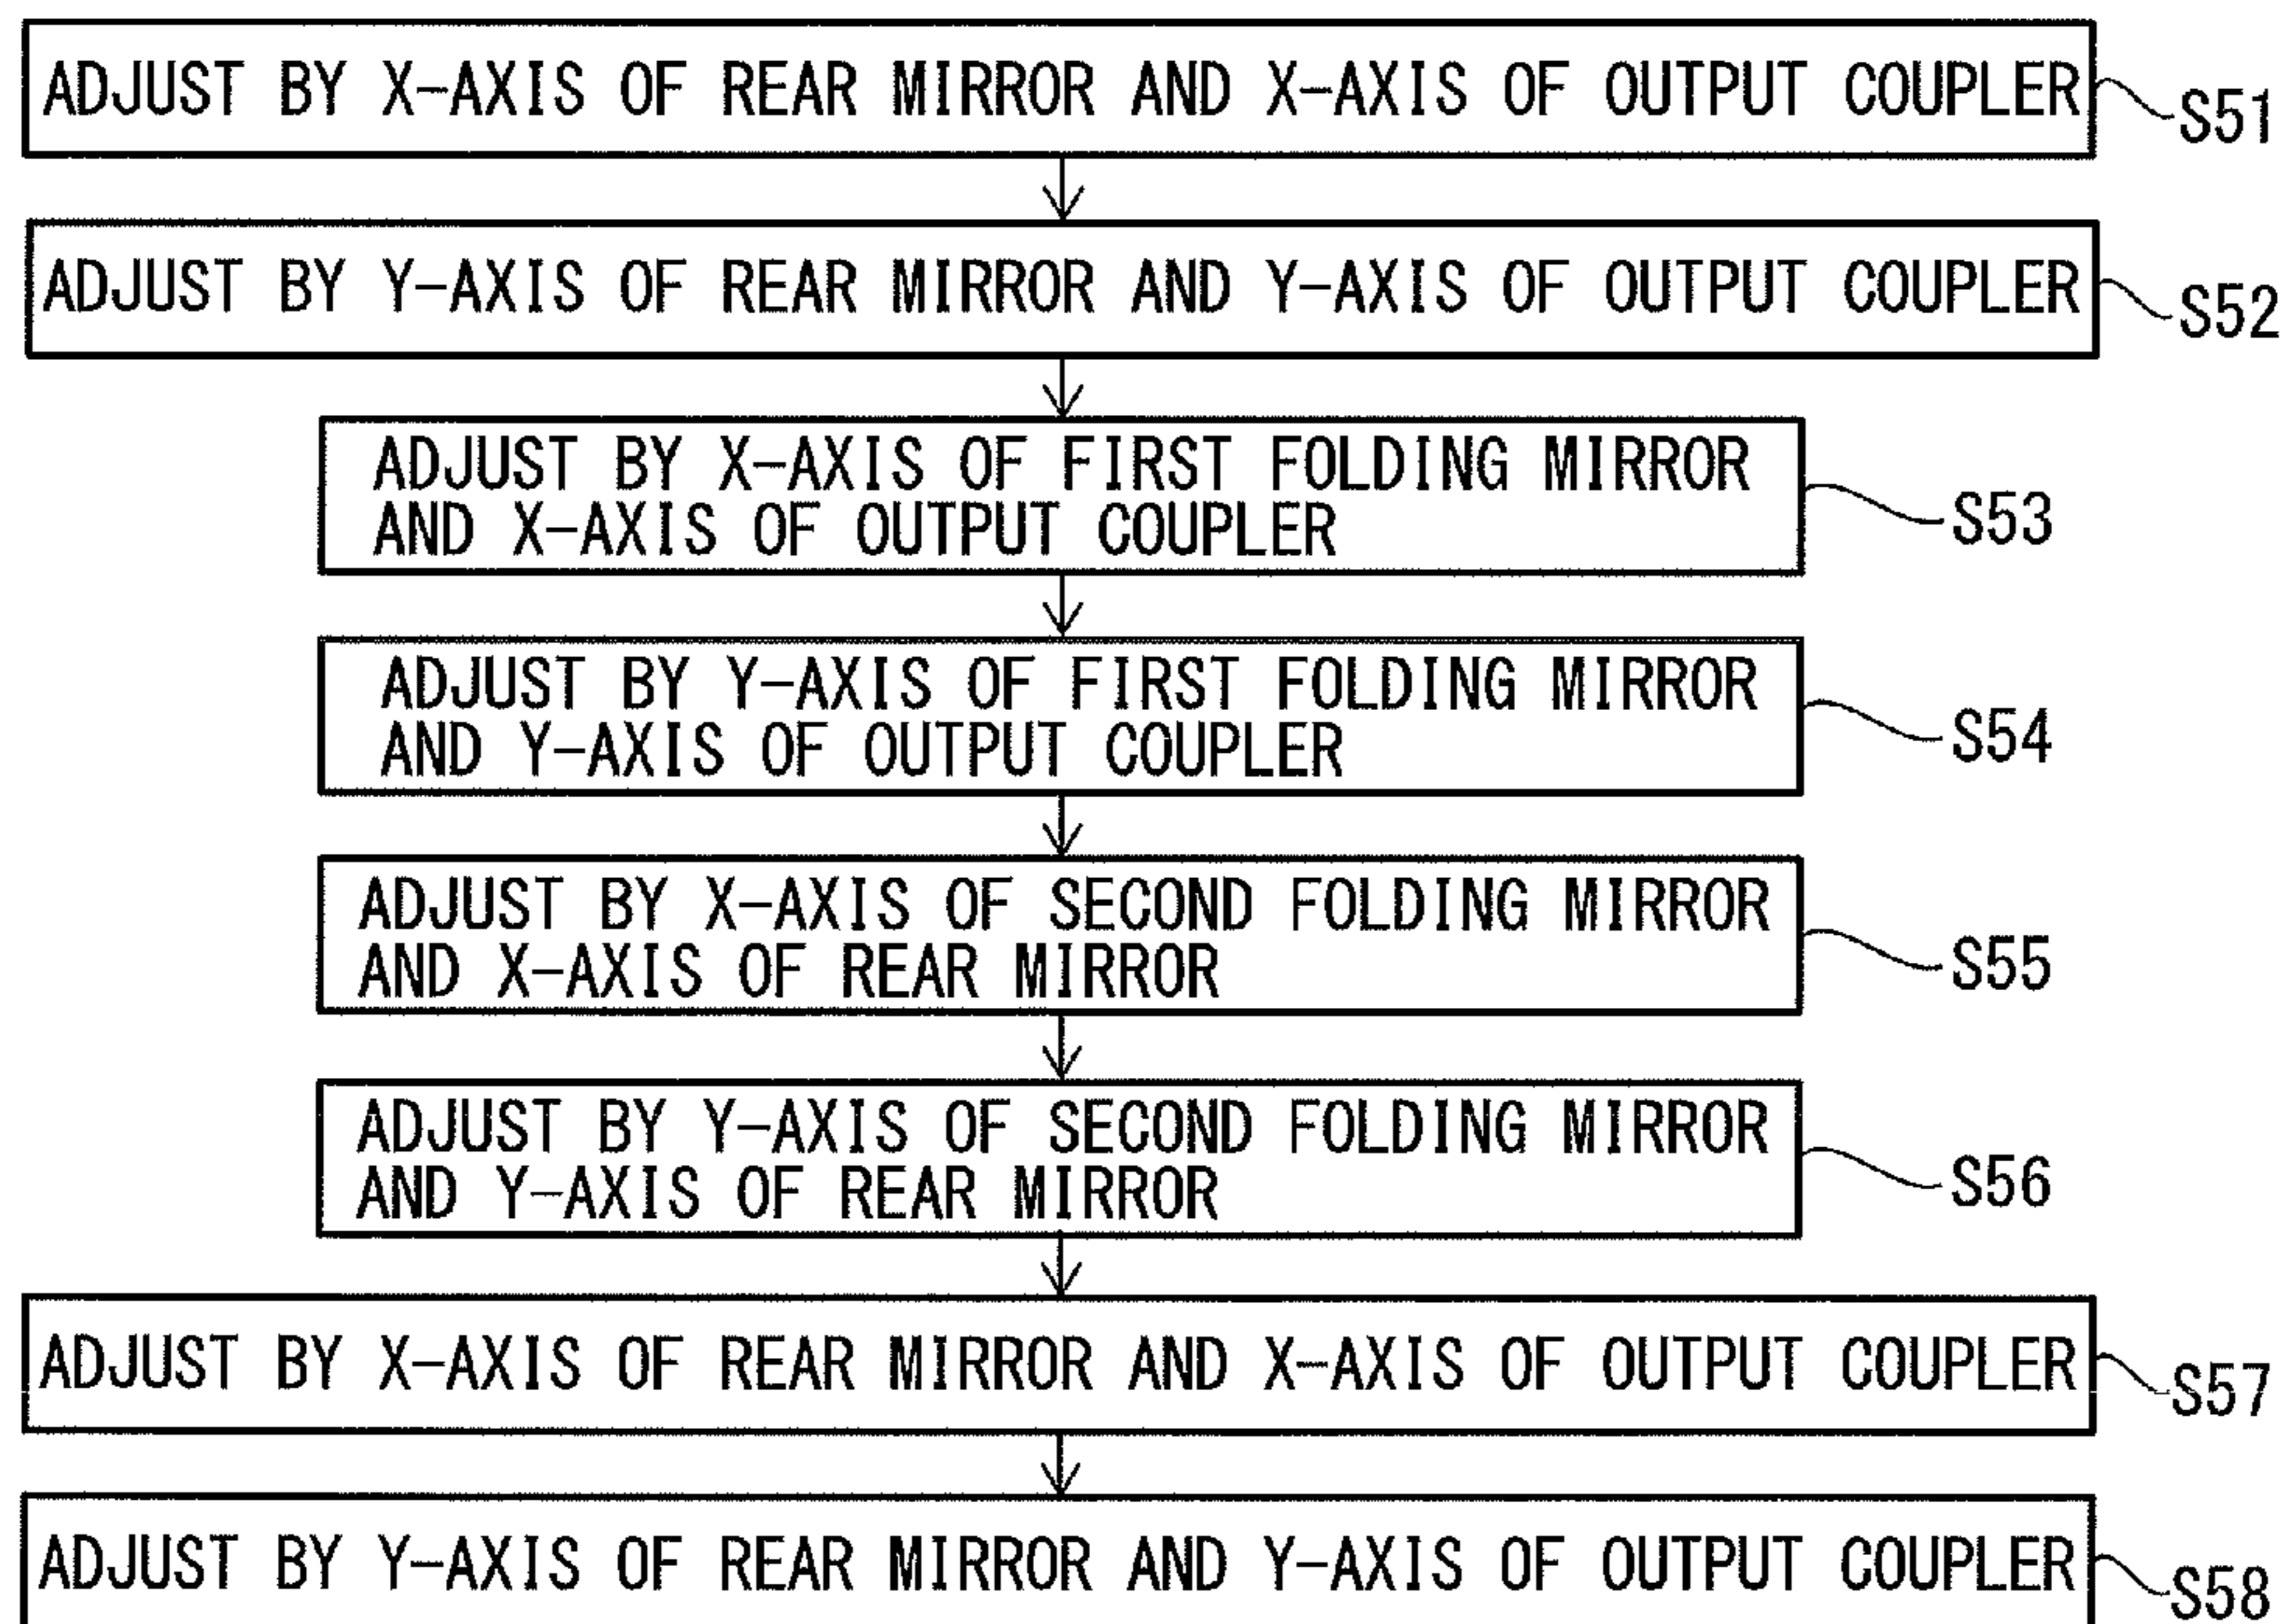 ADJUST BY X-AXIS OF REAR MIRROR AND X-AXIS OF OUTPUT COUPLER
S51
ADJUST BY Y-AXIS OF REAR MIRROR AND Y-AXIS OF OUTPUT COUPLER
S52
ADJUST BY X-AXIS OF FIRST FOLDING MIRROR
AND X-AXIS OF OUTPUT COUPLER
S53
ADJUST BY Y-AXIS OF FIRST FOLDING MIRROR
AND Y-AXIS OF OUTPUT COUPLER
S54
ADJUST BY X-AXIS OF SECOND FOLDING MIRROR
AND X-AXIS OF REAR MIRROR
S55
ADJUST BY Y-AXIS OF SECOND FOLDING MIRROR
AND Y-AXIS OF REAR MIRROR
S56
ADJUST BY X-AXIS OF REAR MIRROR AND X-AXIS OF OUTPUT COUPLER
S57
ADJUST BY Y-AXIS OF REAR MIRROR AND Y-AXIS OF OUTPUT COUPLER
S58